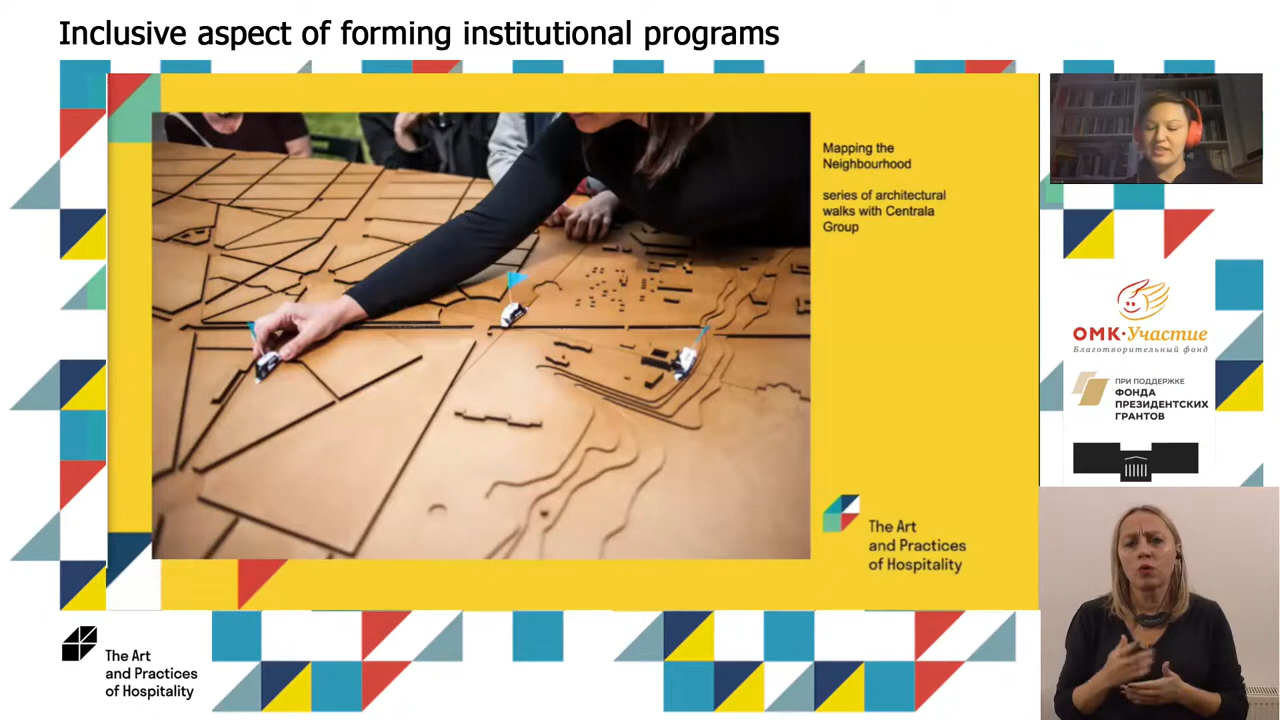 Inclusive aspect of forming institutional programs
Mapping the
Neighbourhood
series of architectural
walks with Centrala
Group
The Art
and Practices
of Hospitality
ОМК·Участие
Благотворительный фонд
ПРИ ПОДДЕРЖКЕ
ФОНДА
ПРЕЗИДЕНТСКИХ
ГРАНТОВ
The Art
and Practices
of Hospitality